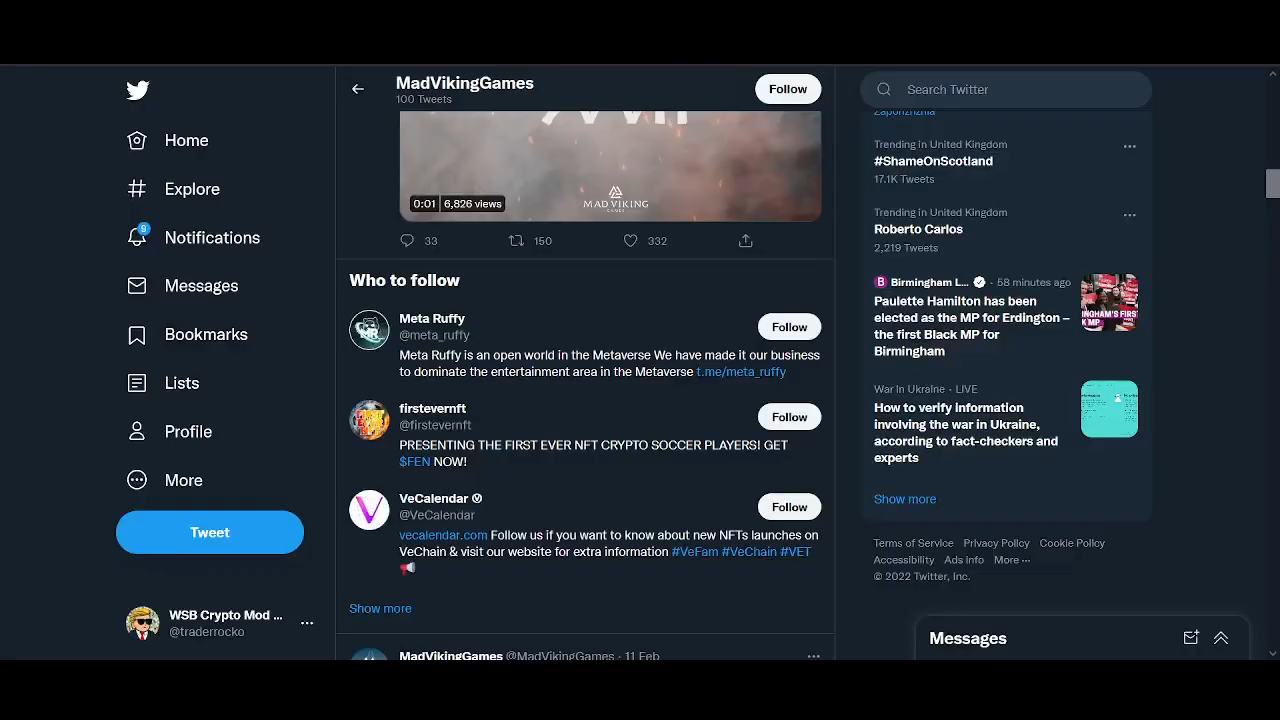 Home
Explore
9
Notifications
Messages
Bookmarks
Lists
Profile
More
Tweet
WSB Crypto Mod ...
@traderrocko
MadVikingGames
100 Tweets
Follow
0:01 6,826 views
MAD VIKING
GAMES
33 150 332
Who to follow
Meta Ruffy
@meta_ruffy
Follow
Meta Ruffy is an open world in the Metaverse We have made it our business
to dominate the entertainment area in the Metaverse t.me/meta_ruffy
firstevernft
@firstevernft
Follow
PRESENTING THE FIRST EVER NFT CRYPTO SOCCER PLAYERS! GET
$FEN NOW!
VeCalendar
@VeCalendar
Follow
vecalendar.com Follow us if you want to know about new NFTs launches on
VeChain & visit our website for extra information #VeFam #VeChain #VET
Show more
MadVikingGames @MadVikingGames · 11 Feb
Search Twitter
Zaporizhzhia
Trending in United Kingdom
#ShameOnScotland
17.1K Tweets
Trending in United Kingdom
Roberto Carlos
2,219 Tweets
B Birmingham L... · 58 minutes ago
Paulette Hamilton has been
elected as the MP for Erdington –
the first Black MP for
Birmingham
War in Ukraine · LIVE
How to verify information
involving the war in Ukraine,
according to fact-checkers and
experts
Show more
Terms of Service Privacy Policy Cookie Policy
Accessibility Ads info More ···
© 2022 Twitter, Inc.
Messages